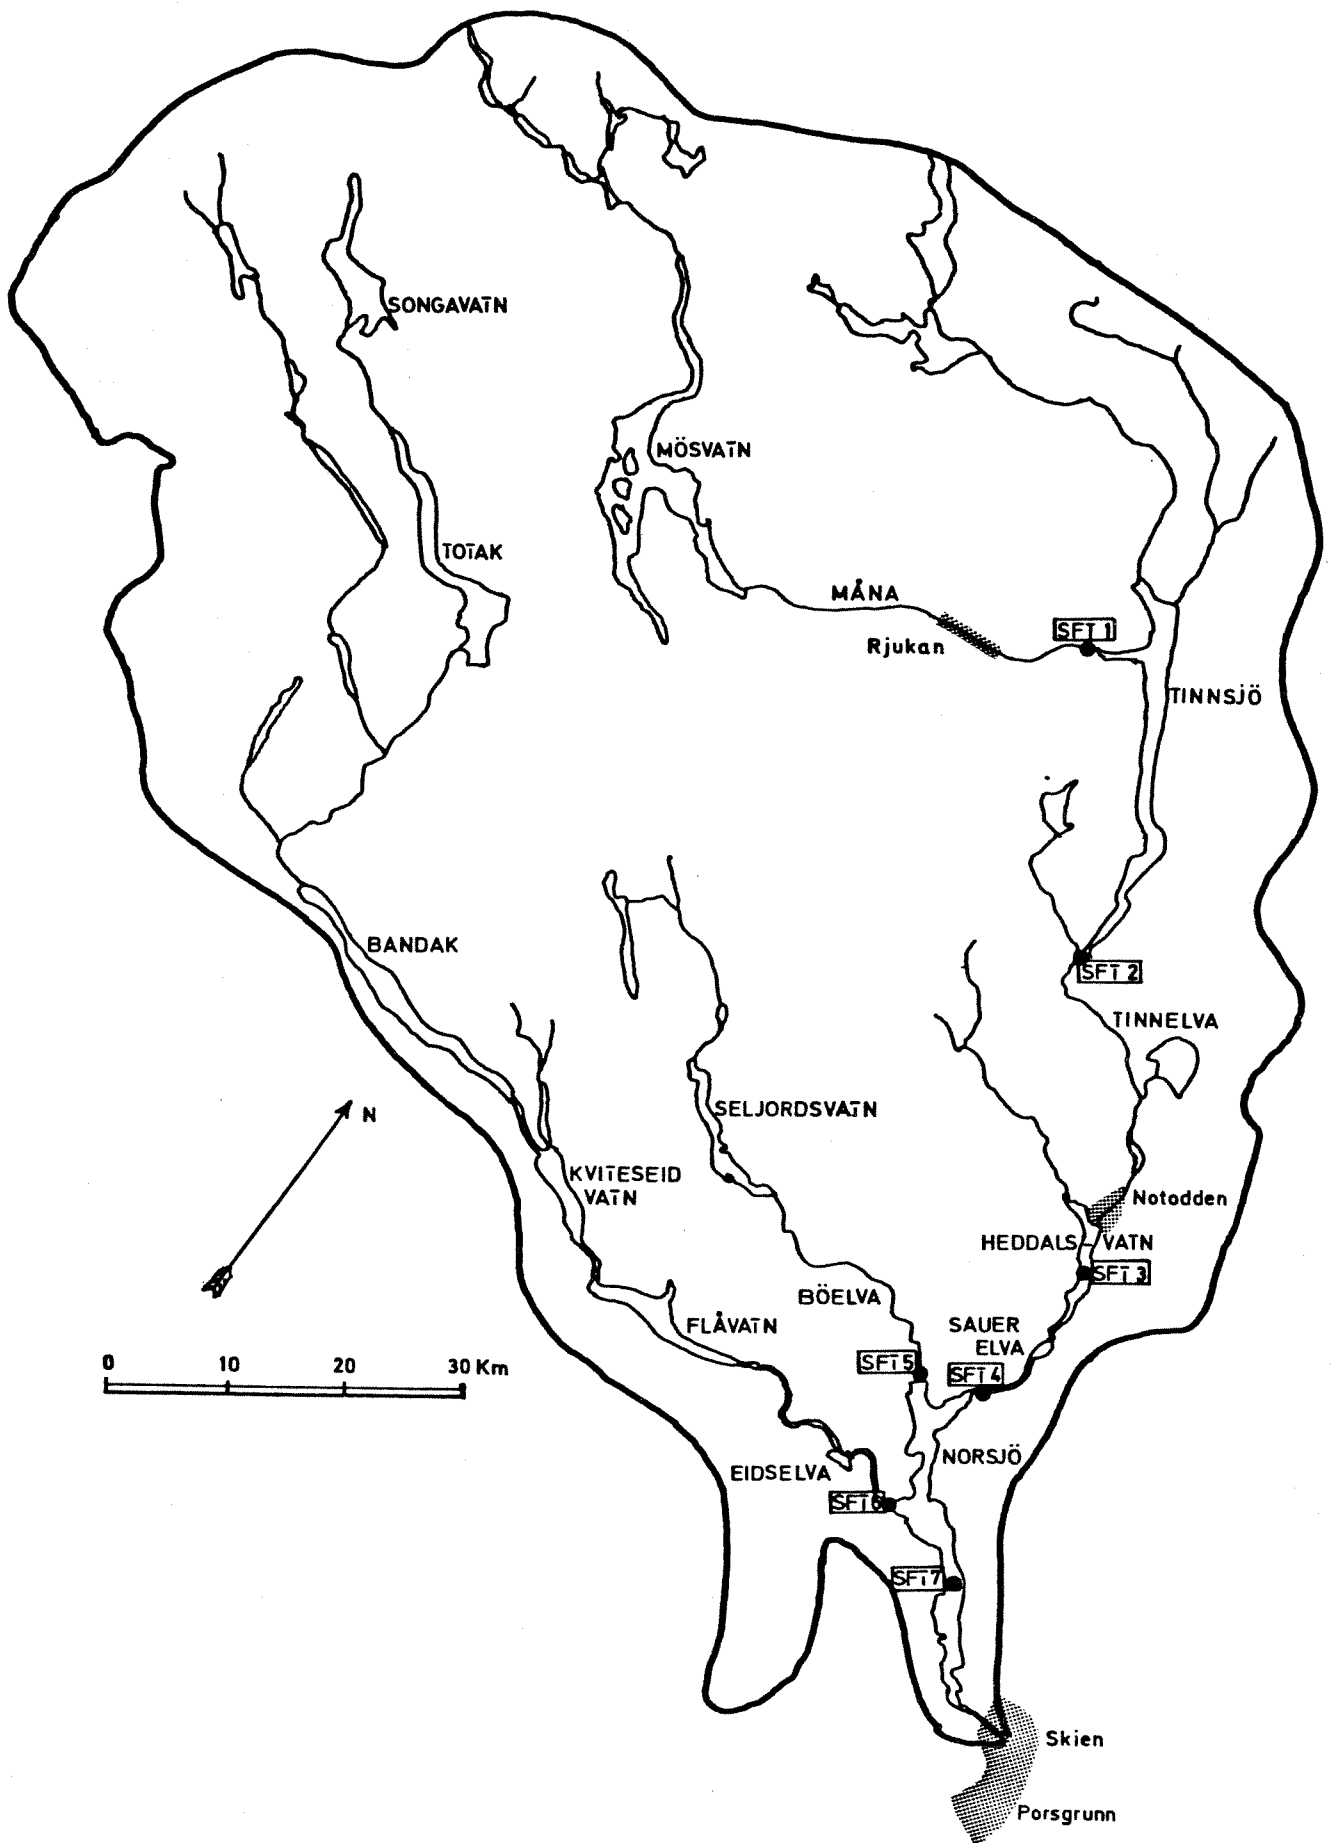 SONGAVATN
MÖSVATN
TOTAK
MÅNA
Rjukan
SFT 1
TINNSJÖ
BANDAK
SFT 2
TINNELVA
N
SELJORDSVATN
KVITESEID
VATN
Notodden
HEDDALS-VATN
SFT 3
BÖELVA
FLÅVATN
SAUER
ELVA
0 10 20 30 Km
SFT 5
SFT 4
NORSJÖ
EIDSELVA
SFT 6
SFT 7
Skien
Porsgrunn